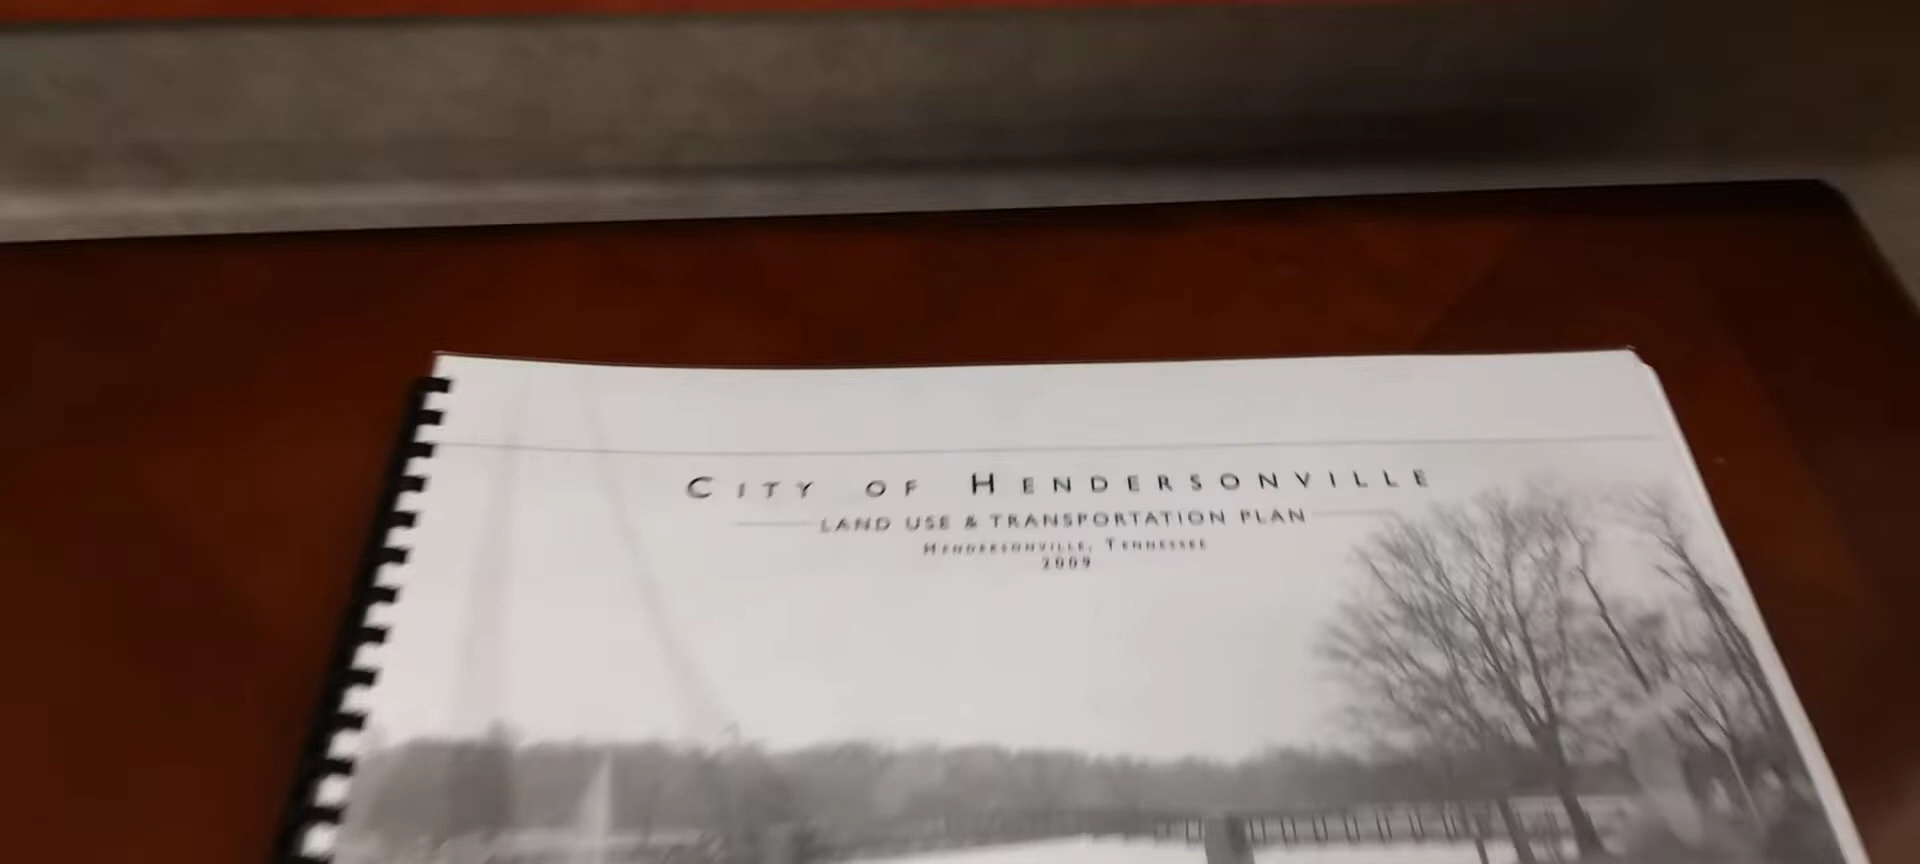 CITY OF HENDERSONVILLE
LAND USE & TRANSPORTATION PLAN
HENDERSONVILLE, TENNESSEE
2009